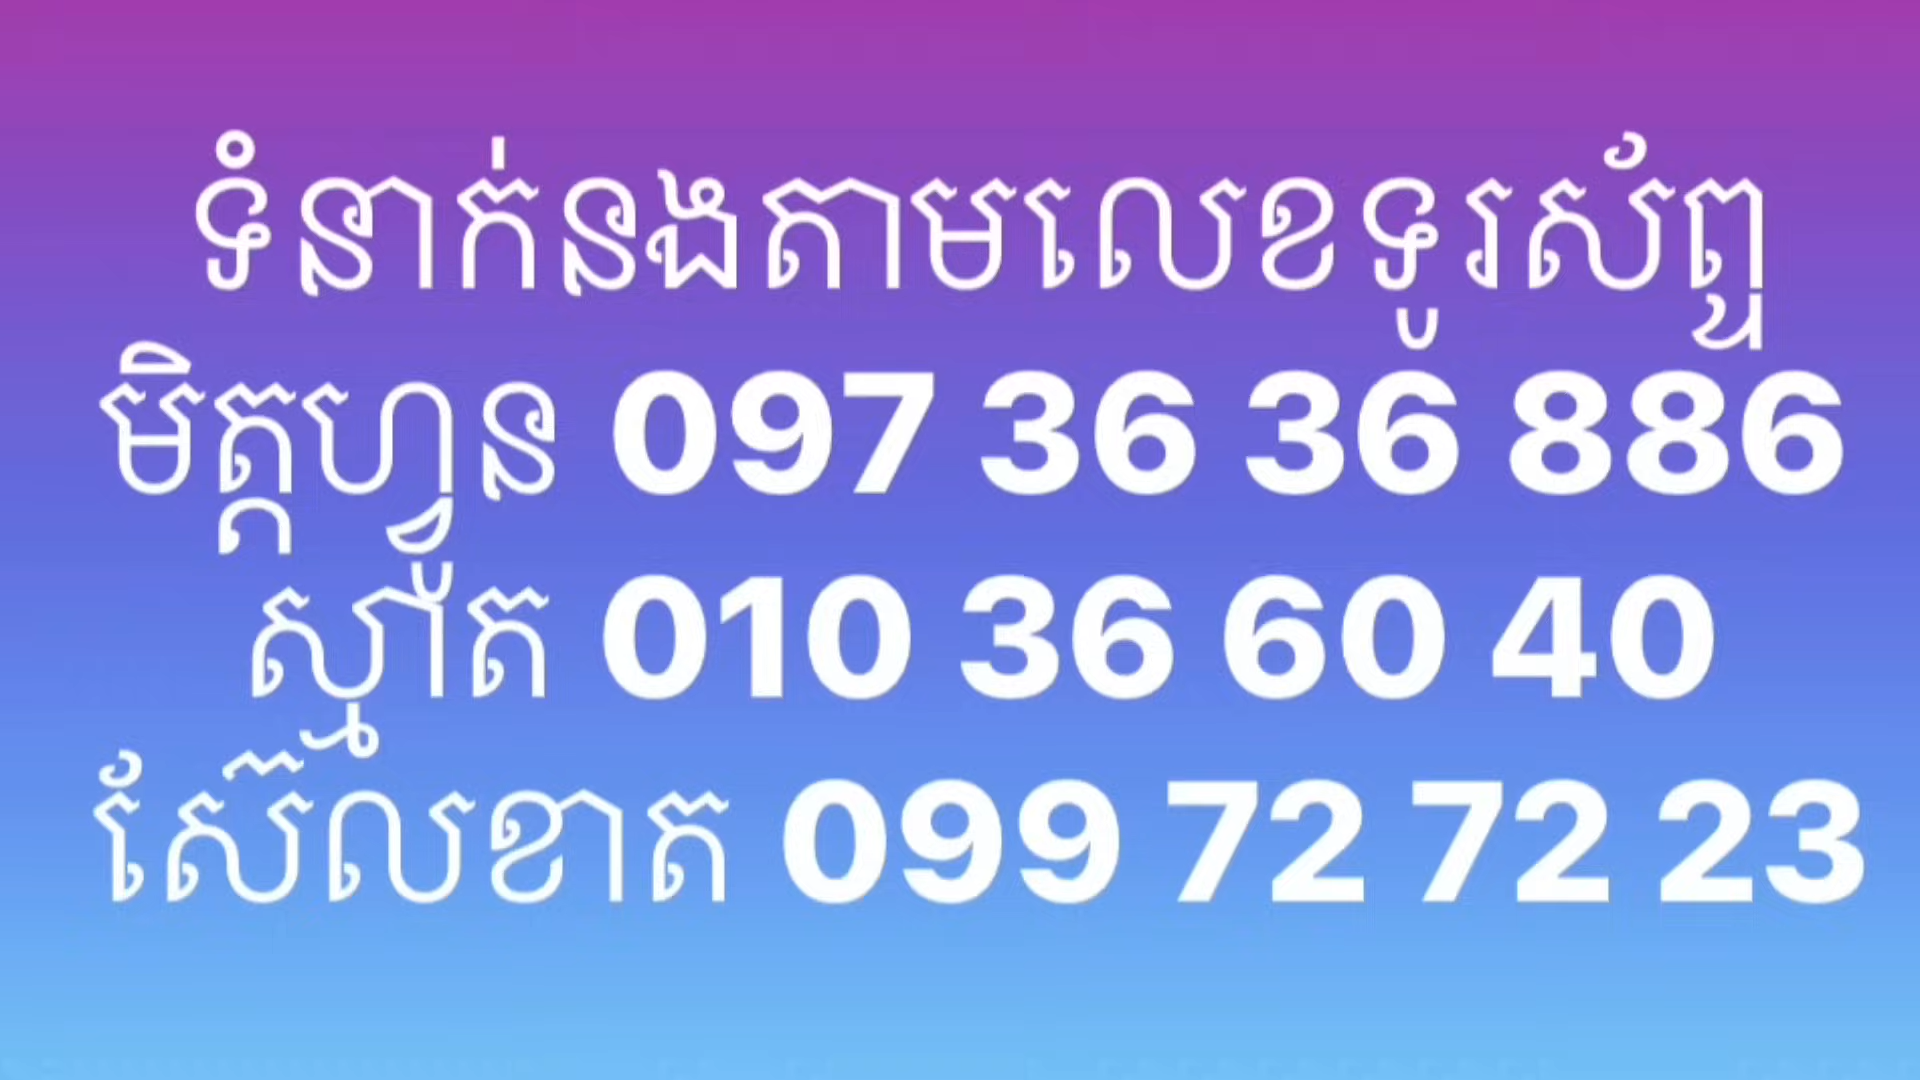 ទំនាក់នងតាមលេខទូរស័ព្ទ
មិត្តហ្វូន 097 36 36 886
ស្មាត 010 36 60 40
សែ៊លខាត 099 72 72 23